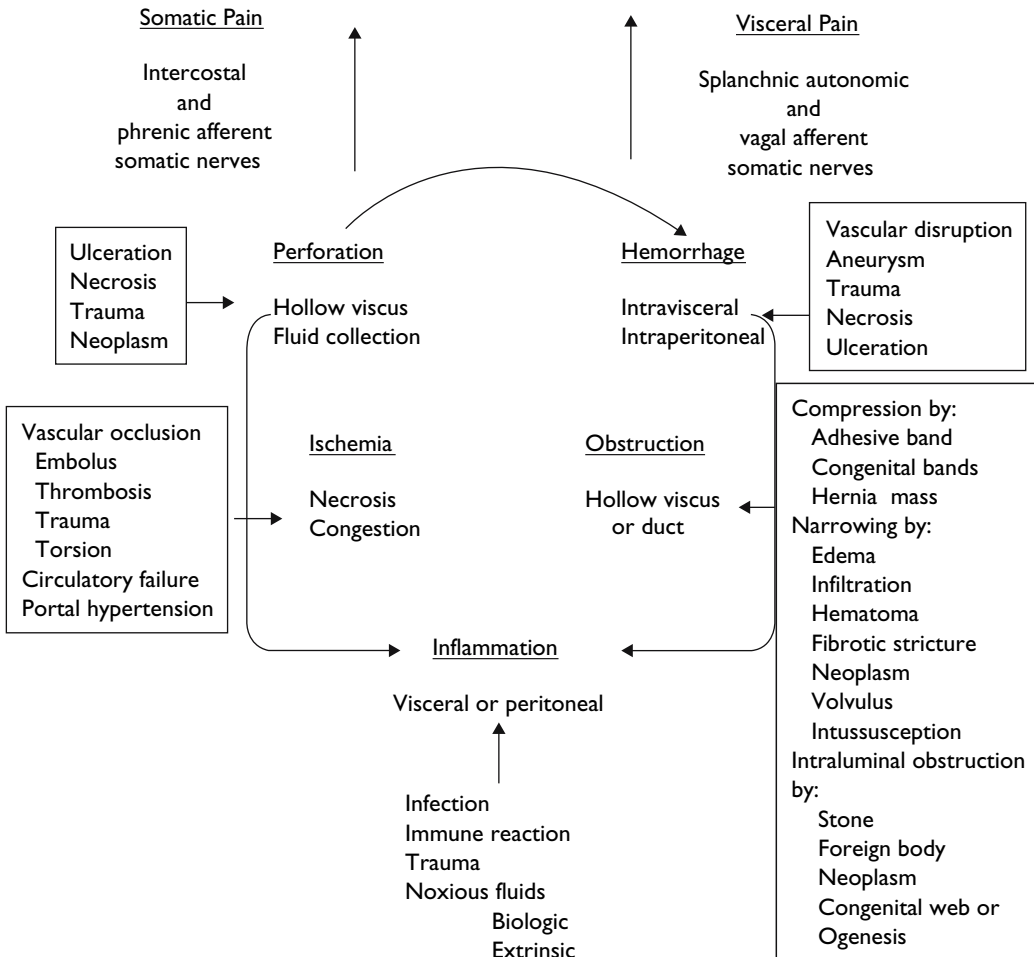 Somatic Pain
Intercostal
and
phrenic afferent
somatic nerves
Visceral Pain
Splanchnic autonomic
and
vagal afferent
somatic nerves
Ulceration
Necrosis
Trauma
Neoplasm
Perforation
Hollow viscus
Fluid collection
Hemorrhage
Intravisceral
Intraperitoneal
Vascular disruption
Aneurysm
Trauma
Necrosis
Ulceration
Vascular occlusion
Embolus
Thrombosis
Trauma
Torsion
Circulatory failure
Portal hypertension
Ischemia
Necrosis
Congestion
Obstruction
Hollow viscus
or duct
Compression by:
Adhesive band
Congenital bands
Hernia mass
Narrowing by:
Edema
Infiltration
Hematoma
Fibrotic stricture
Neoplasm
Volvulus
Intussusception
Intraluminal obstruction
by:
Stone
Foreign body
Neoplasm
Congenital web or
Ogenesis
Inflammation
Visceral or peritoneal
Infection
Immune reaction
Trauma
Noxious fluids
Biologic
Extrinsic